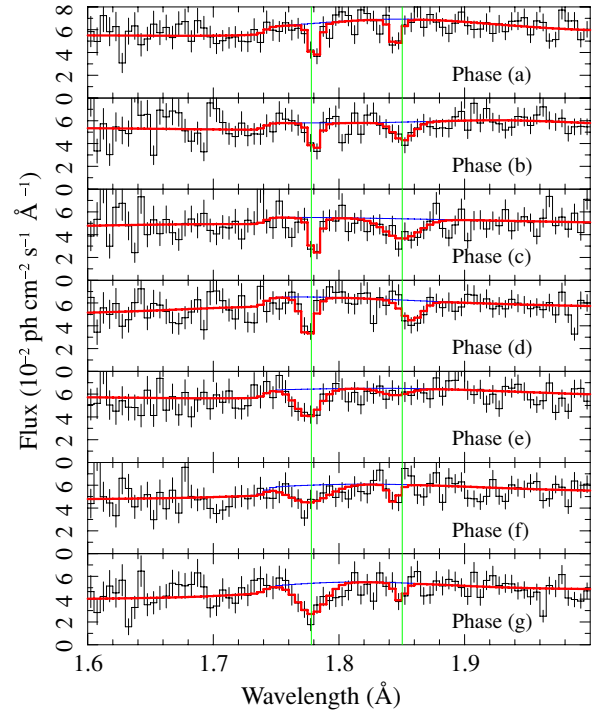 Flux (10⁻² ph cm⁻² s⁻¹ Å⁻¹)
0 2 4 6 8
Phase (a)
0 2 4 6
Phase (b)
0 2 4 6
Phase (c)
0 2 4 6
Phase (d)
0 2 4 6
Phase (e)
0 2 4 6
Phase (f)
0 2 4 6
Phase (g)
1.6 1.7 1.8 1.9
Wavelength (Å)